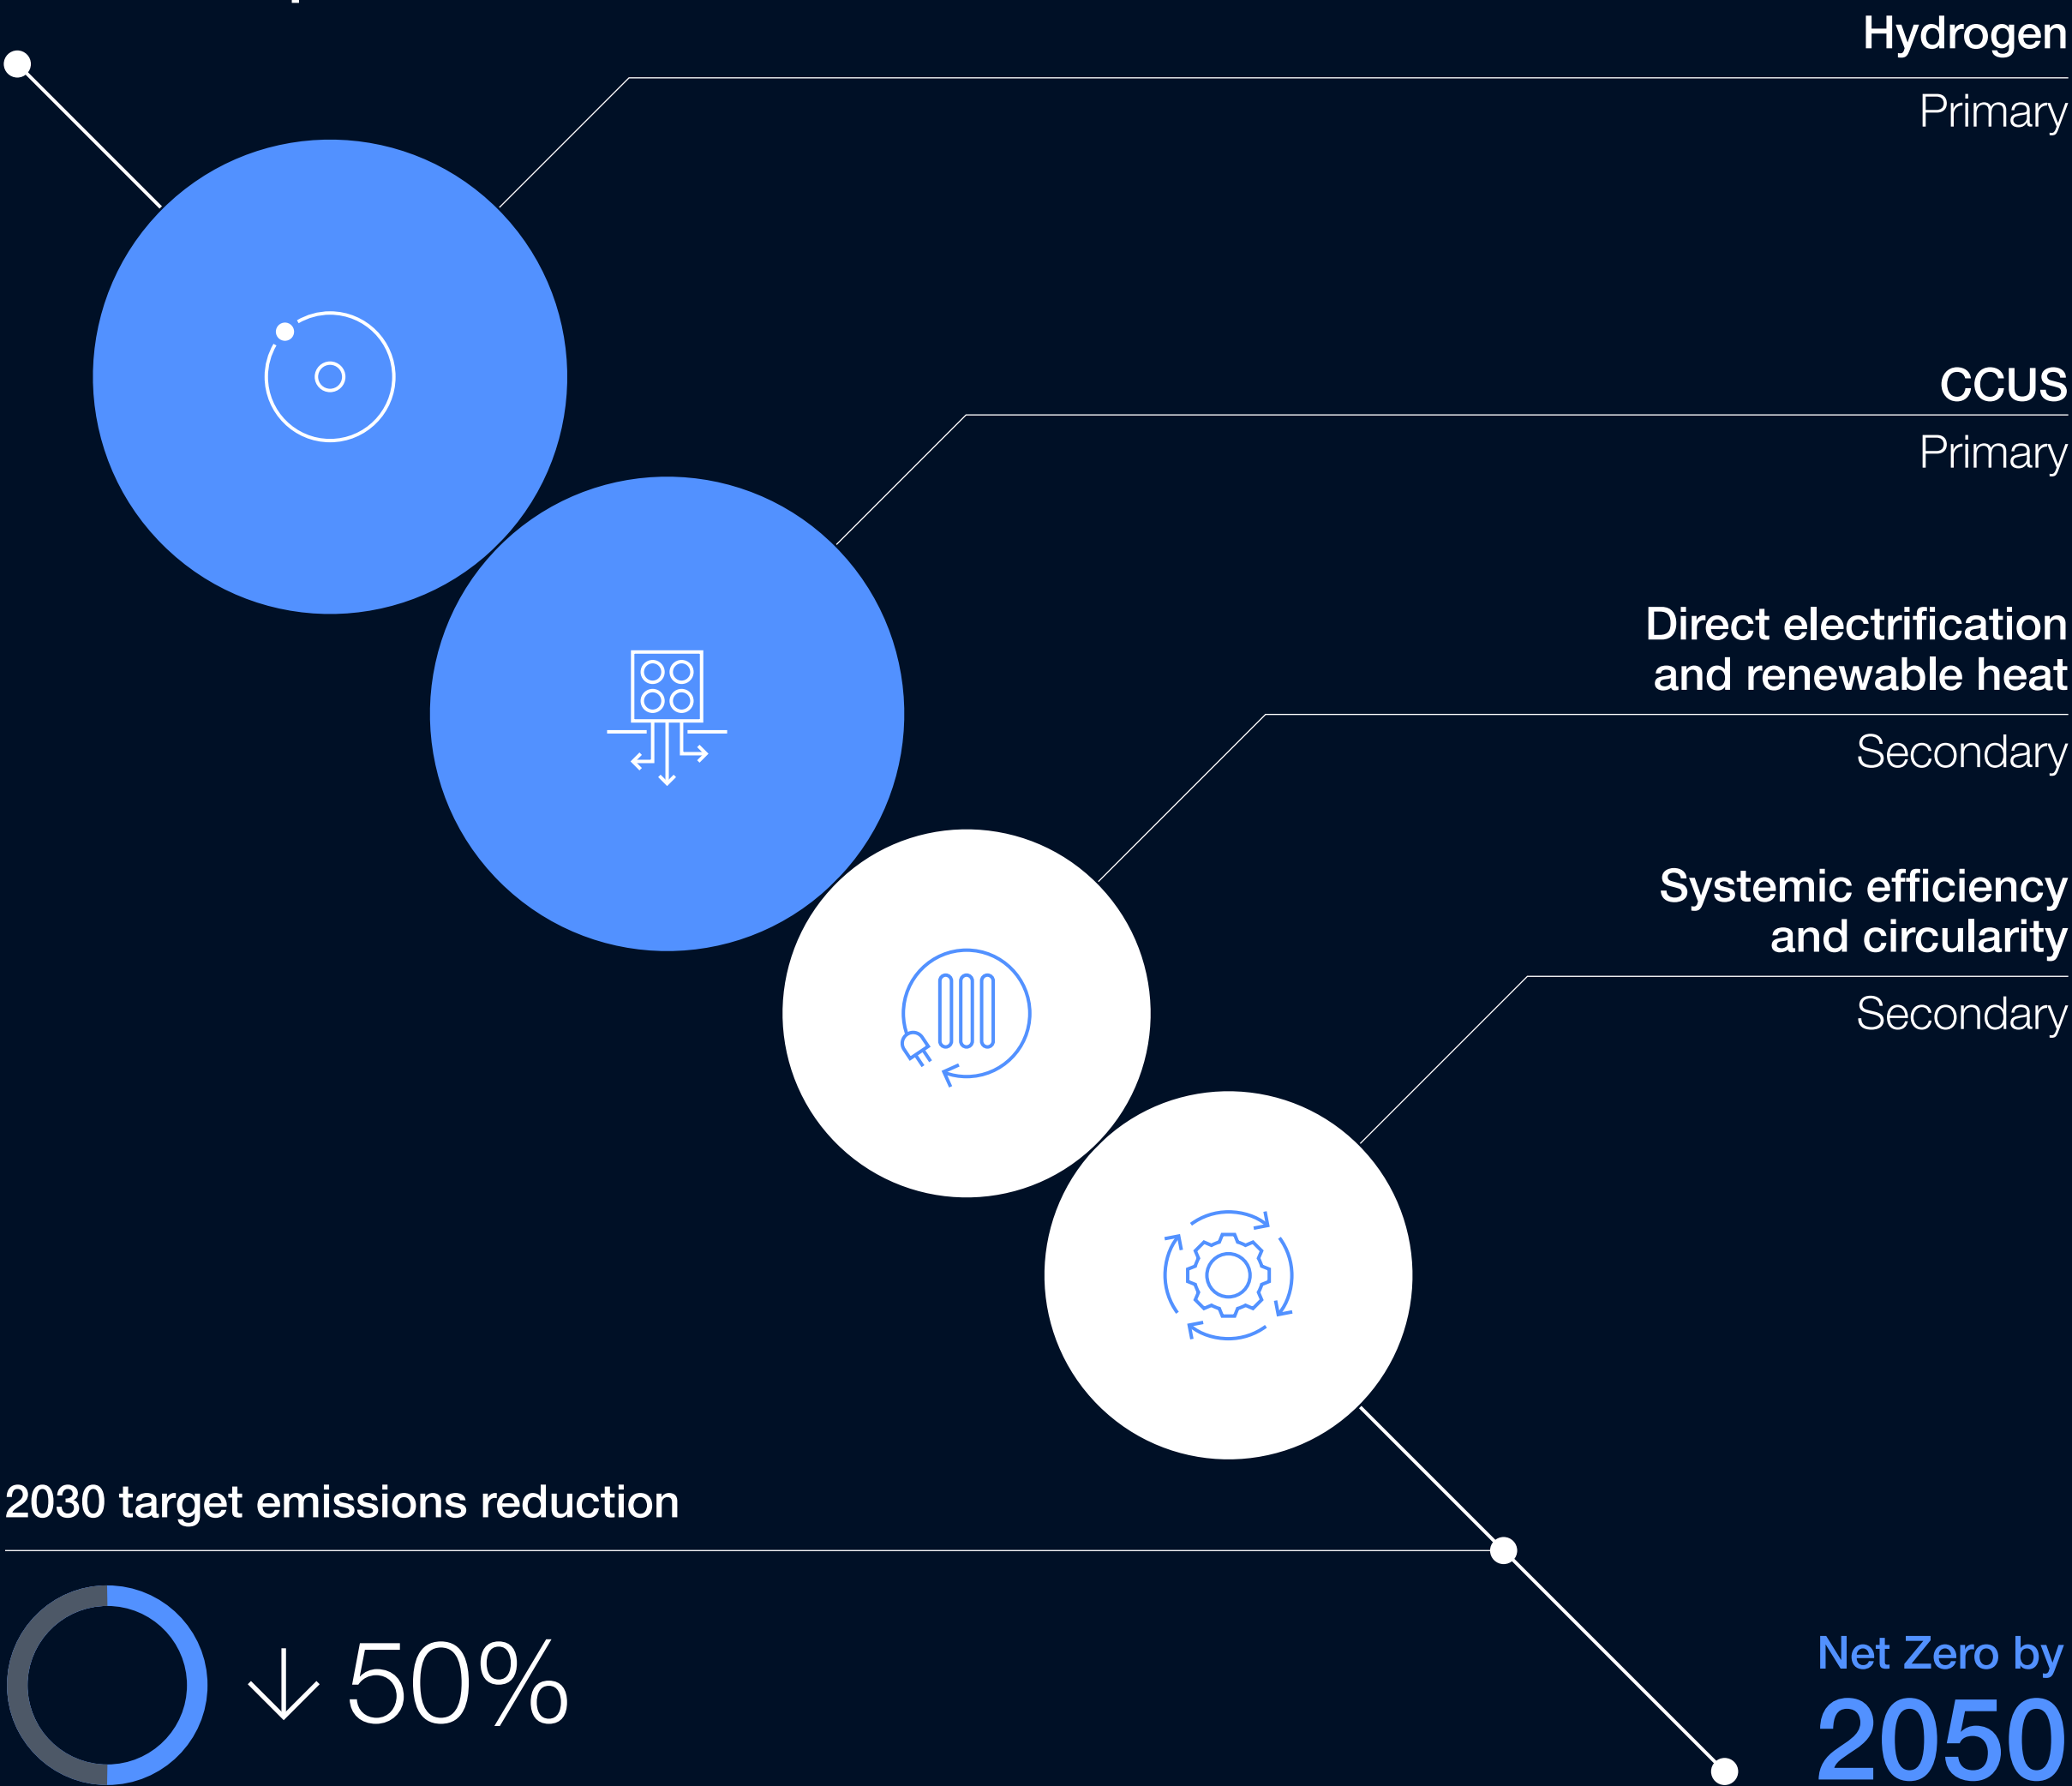 Hydrogen
Primary
CCUS
Primary
Direct electrification
and renewable heat
Secondary
Systemic efficiency
and circularity
Secondary
2030 target emissions reduction
50%
Net Zero by
2050